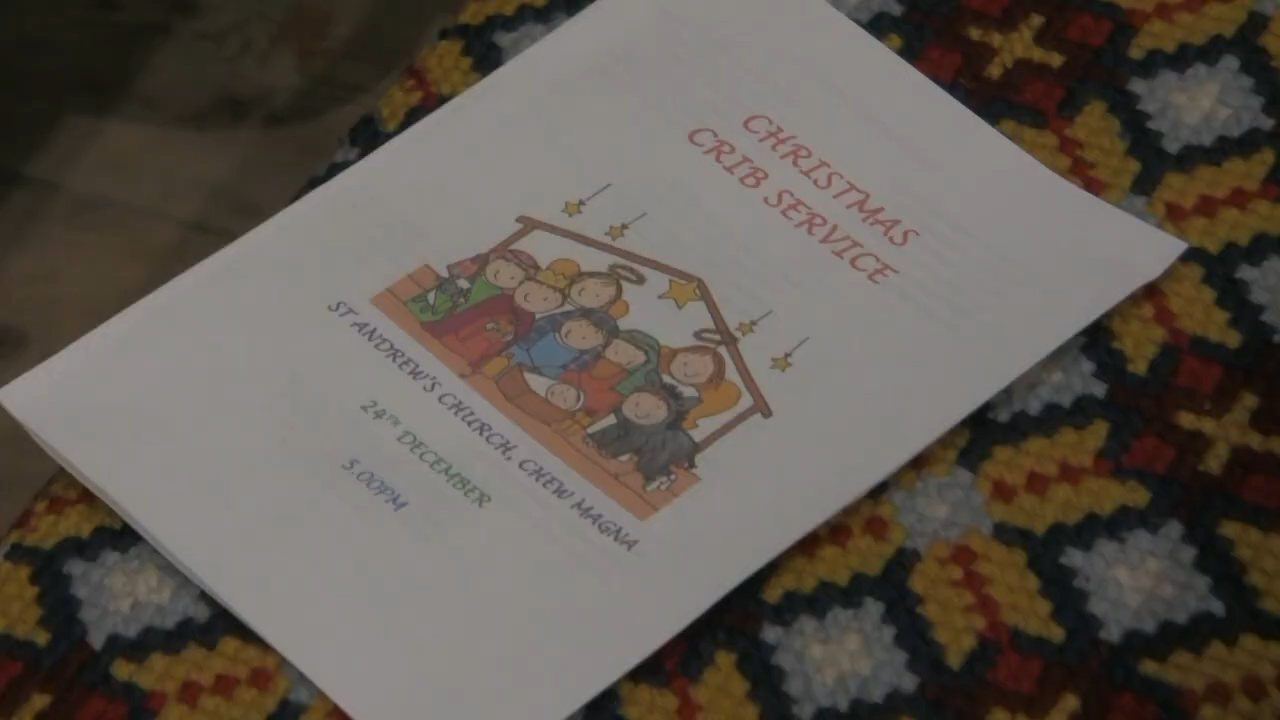 CHRISTMAS
CRIB SERVICE
ST ANDREW'S CHURCH, CHEW MAGNA
24TH DECEMBER
5.00PM